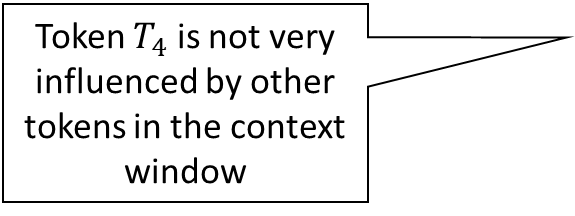 Token T₄ is not very
influenced by other
tokens in the context
window